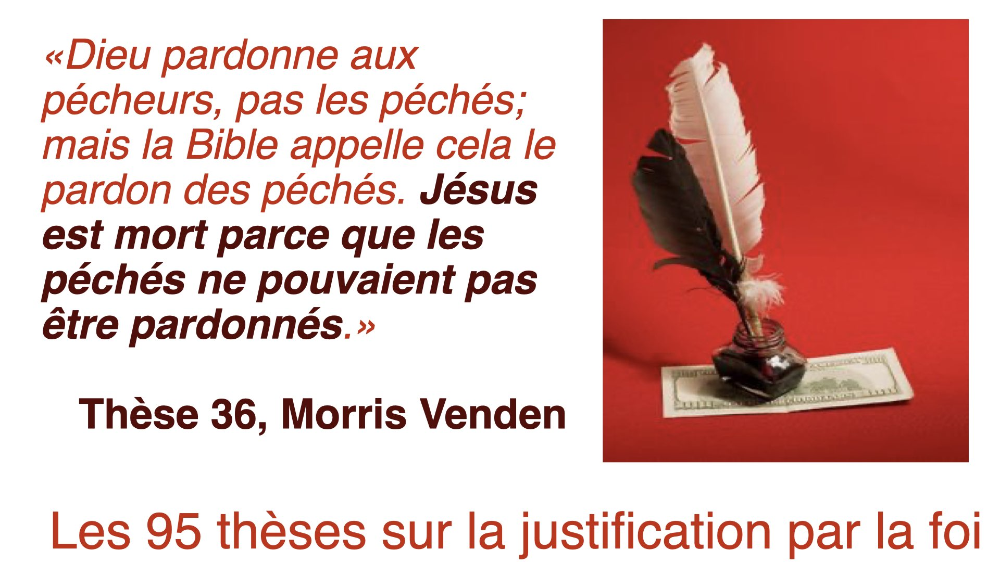 «Dieu pardonne aux
pécheurs, pas les péchés;
mais la Bible appelle cela le
pardon des péchés. Jésus
est mort parce que les
péchés ne pouvaient pas
être pardonnés.»
Thèse 36, Morris Venden
Les 95 thèses sur la justification par la foi